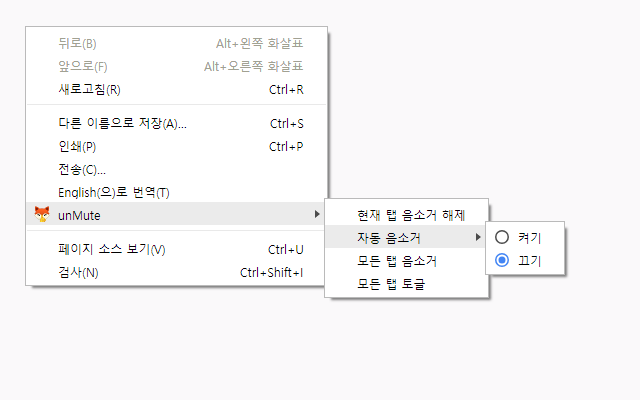 뒤로(B) Alt+왼쪽 화살표
앞으로(F) Alt+오른쪽 화살표
새로고침(R) Ctrl+R
다른 이름으로 저장(A)... Ctrl+S
인쇄(P) Ctrl+P
전송(C)...
English(으)로 번역(T)
unMute
페이지 소스 보기(V) Ctrl+U
검사(N) Ctrl+Shift+I
현재 탭 음소거 해제
자동 음소거
모든 탭 음소거
모든 탭 토글
켜기
끄기